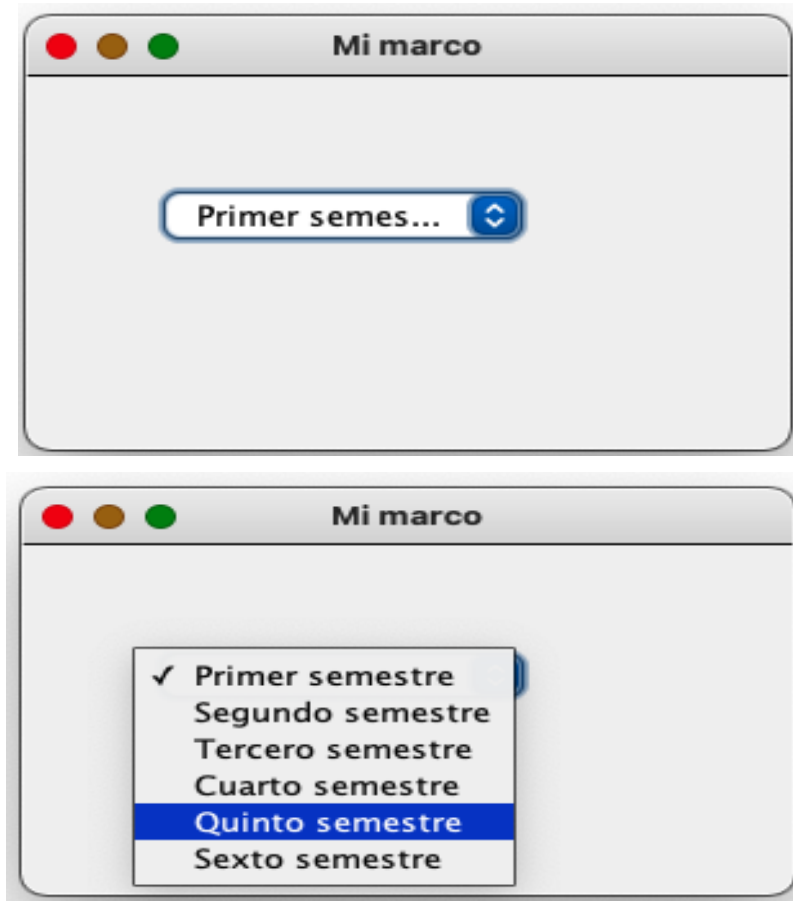 Mi marco
Primer semes...
Mi marco
✓ Primer semestre
Segundo semestre
Tercero semestre
Cuarto semestre
Quinto semestre
Sexto semestre